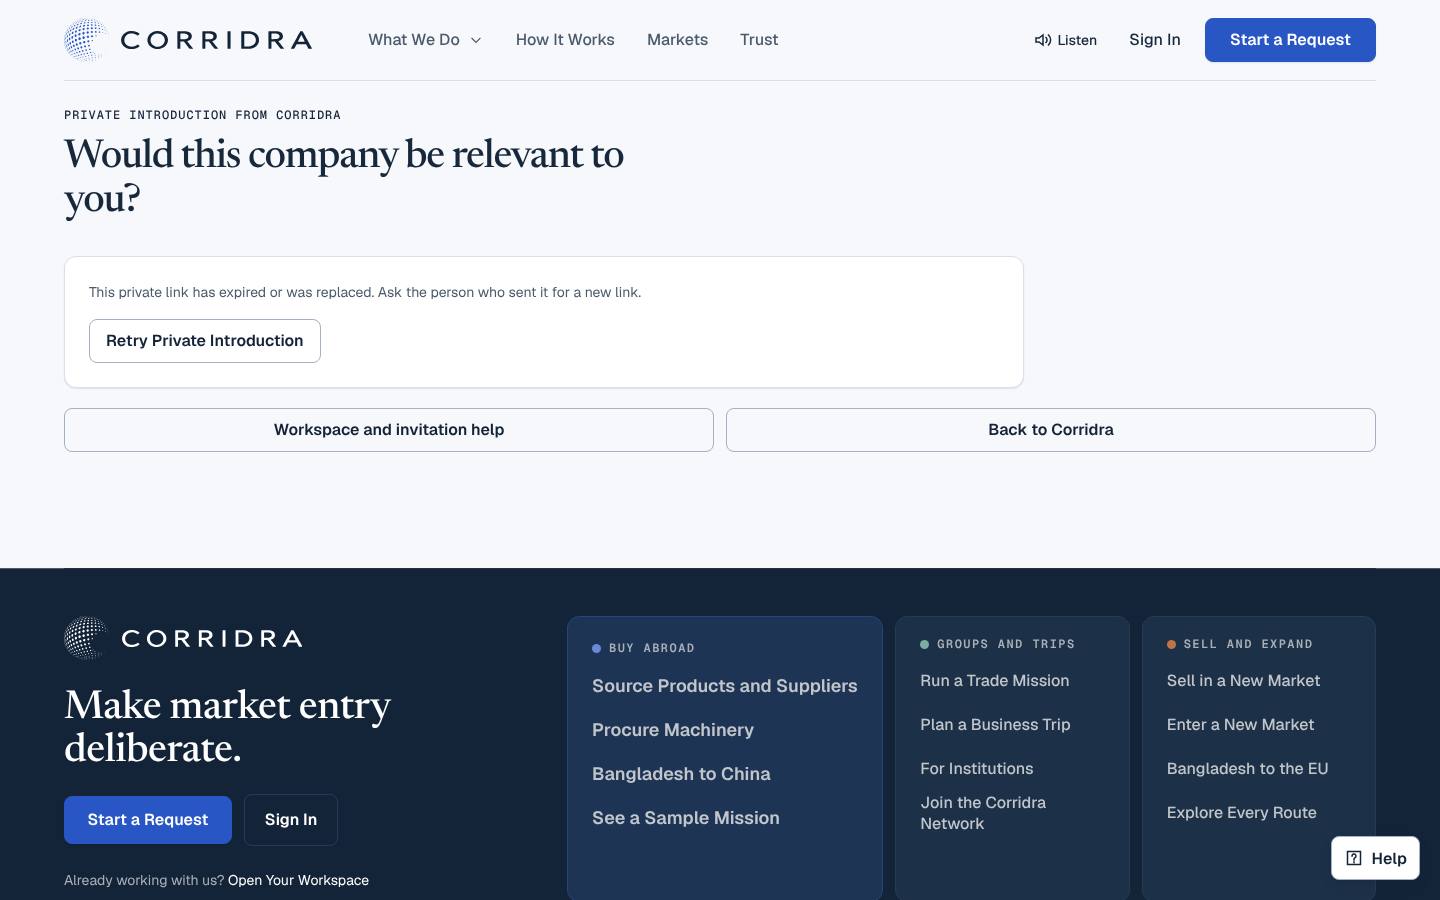 CORRIDRA
What We Do
How It Works
Markets
Trust
Listen
Sign In
Start a Request
PRIVATE INTRODUCTION FROM CORRIDRA
Would this company be relevant to
you?
This private link has expired or was replaced. Ask the person who sent it for a new link.
Retry Private Introduction
Workspace and invitation help
Back to Corridra
CORRIDRA
Make market entry
deliberate.
Start a Request
Sign In
Already working with us? Open Your Workspace
BUY ABROAD
Source Products and Suppliers
Procure Machinery
Bangladesh to China
See a Sample Mission
GROUPS AND TRIPS
Run a Trade Mission
Plan a Business Trip
For Institutions
Join the Corridra
Network
SELL AND EXPAND
Sell in a New Market
Enter a New Market
Bangladesh to the EU
Explore Every Route
Help